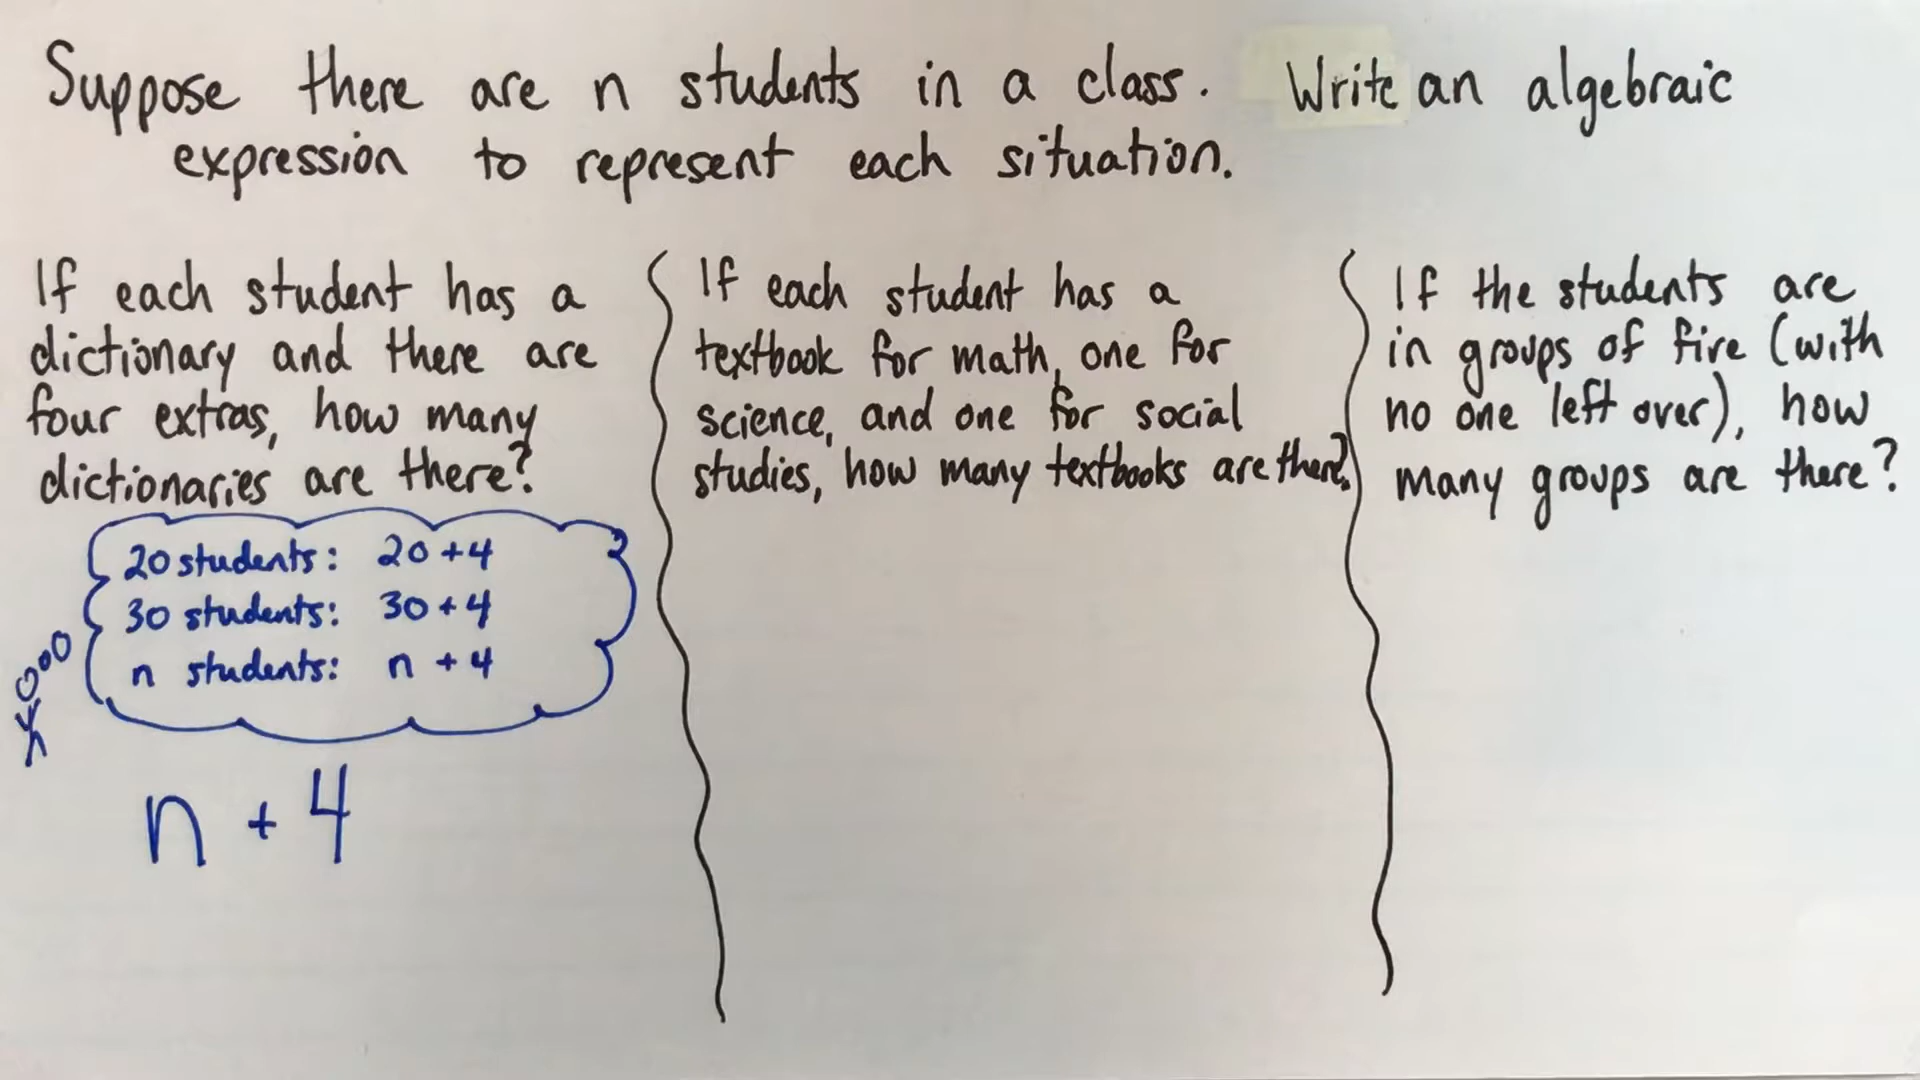 Suppose there are n students in a class. Write an algebraic
expression to represent each situation.
If each student has a
dictionary and there are
four extras, how many
dictionaries are there?
20 students: 20 + 4
30 students: 30 + 4
n students: n + 4
n + 4
If each student has a
textbook for math, one for
science, and one for social
studies, how many textbooks are there?
If the students are
in groups of five (with
no one left over), how
many groups are there?